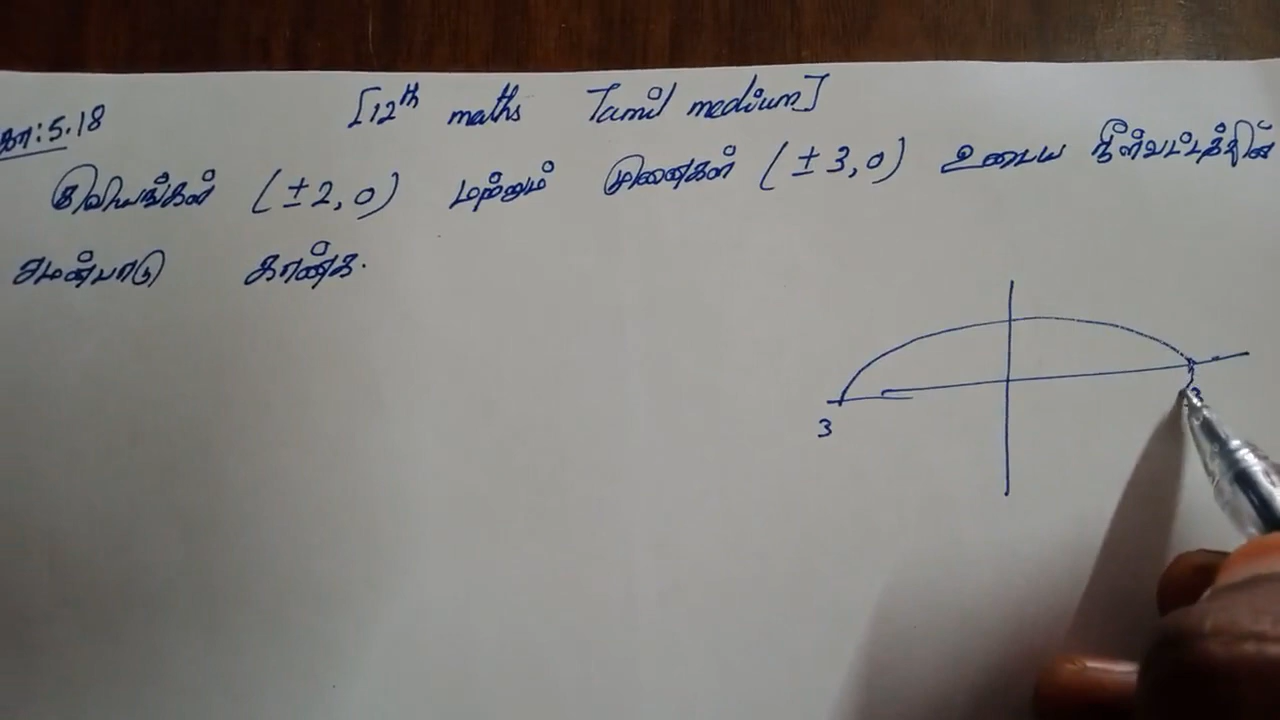 [12th maths Tamil medium]
கா: 5.18
குவியங்கள் (±2, 0) மற்றும் முனைகள் (±3, 0) உடைய நீள்வட்டத்தின்
சமன்பாடு காண்க.
3
3